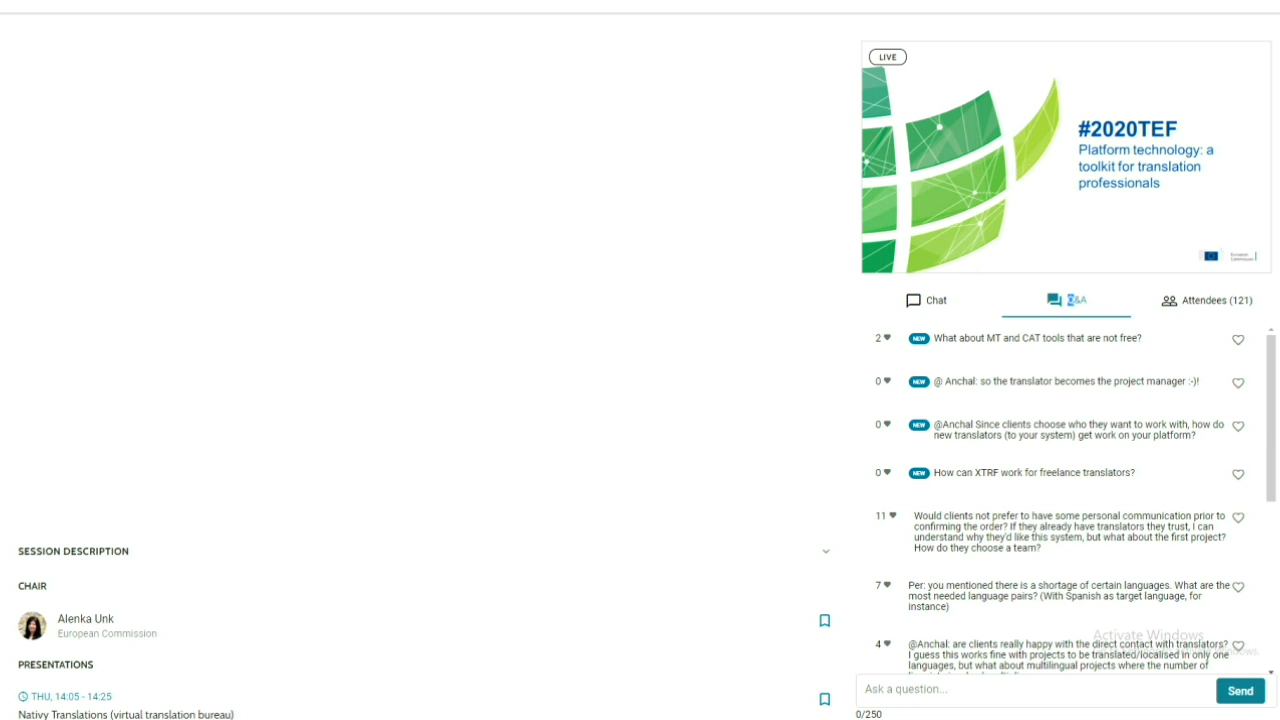 LIVE
#2020TEF
Platform technology: a
toolkit for translation
professionals
European
Commission
Chat
Q&A
Attendees (121)
2
NEW What about MT and CAT tools that are not free?
0
NEW @ Anchal: so the translator becomes the project manager :-)!
0
NEW @Anchal Since clients choose who they want to work with, how do
new translators (to your system) get work on your platform?
0
NEW How can XTRF work for freelance translators?
11
Would clients not prefer to have some personal communication prior to
confirming the order? If they already have translators they trust, I can
understand why they'd like this system, but what about the first project?
How do they choose a team?
7
Per: you mentioned there is a shortage of certain languages. What are the
most needed language pairs? (With Spanish as target language, for
instance)
4
@Anchal: are clients really happy with the direct contact with translators?
I guess this works fine with projects to be translated/localised in only one
languages, but what about multilingual projects where the number of
Activate Windows
Ask a question...
Send
0/250
SESSION DESCRIPTION
CHAIR
Alenka Unk
European Commission
PRESENTATIONS
THU, 14:05 - 14:25
Nativy Translations (virtual translation bureau)